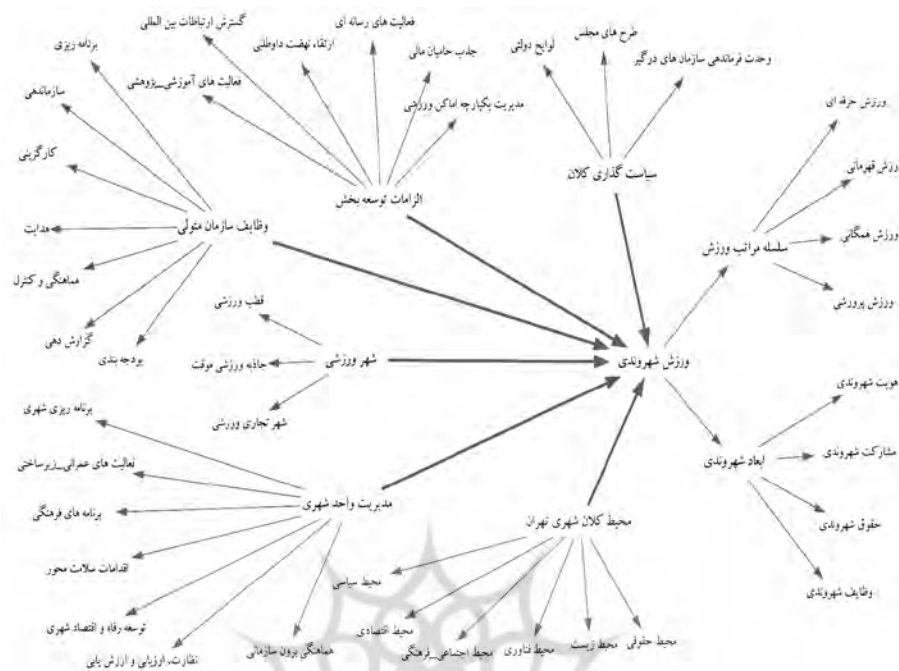 فعالیت های رسانه ای
گسترش ارتباطات بین المللی
ارتقاء نهضت داوطلبی
جذب حامیان مالی
فعالیت های آموزشی_پژوهشی
مدیریت یکپارچه اماکن ورزشی
الزامات توسعه بخش
طرح های مجلس
لوایح دولتی
وحدت فرماندهی سازمان های درگیر
سیاست گذاری کلان
ورزش حرفه ای
ورزش قهرمانی
ورزش همگانی
ورزش پرورشی
سلسله مراتب ورزش
برنامه ریزی
سازماندهی
کارگزینی
هدایت
هماهنگی و کنترل
گزارش دهی
بودجه بندی
وظایف سازمان متولی
قطب ورزشی
جاذبه ورزشی موقت
شهر تجاری ورزشی
شهر ورزشی
ورزش شهروندی
هویت شهروندی
مشارکت شهروندی
حقوق شهروندی
وظایف شهروندی
ابعاد شهروندی
برنامه ریزی شهری
فعالیت های عمرانی_زیرساختی
برنامه های فرهنگی
اقدامات سلامت محور
توسعه رفاه و اقتصاد شهری
نظارت، ارزیابی و ارزش یابی
هماهنگی برون سازمانی
مدیریت واحد شهری
محیط کلان شهری تهران
محیط سیاسی
محیط اقتصادی
محیط اجتماعی_فرهنگی
محیط فناوری
محیط زیست
محیط حقوقی